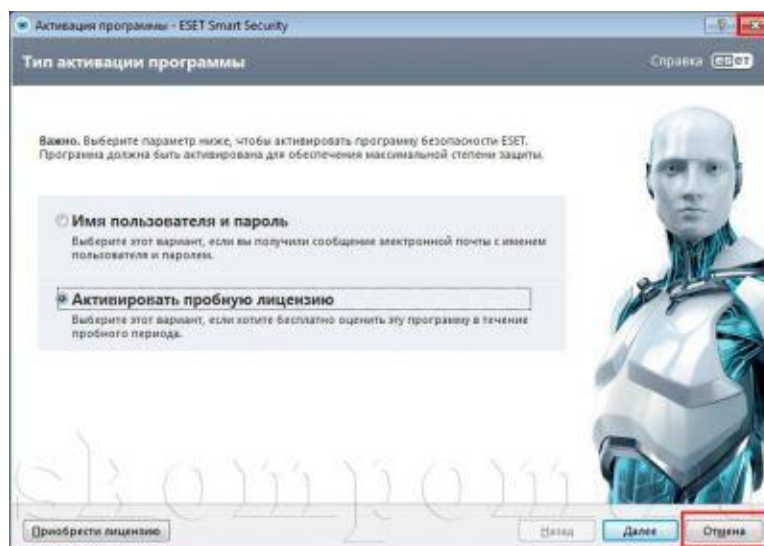 Активация программы - ESET Smart Security
Тип активации программы
Справка eset
Важно. Выберите параметр ниже, чтобы активировать программу безопасности ESET.
Программа должна быть активирована для обеспечения максимальной степени защиты.
Имя пользователя и пароль
Выберите этот вариант, если вы получили сообщение электронной почты с именем
пользователя и паролем.
Активировать пробную лицензию
Выберите этот вариант, если хотите бесплатно оценить эту программу в течение
пробного периода.
Приобрести лицензию
Назад
Далее
Отмена